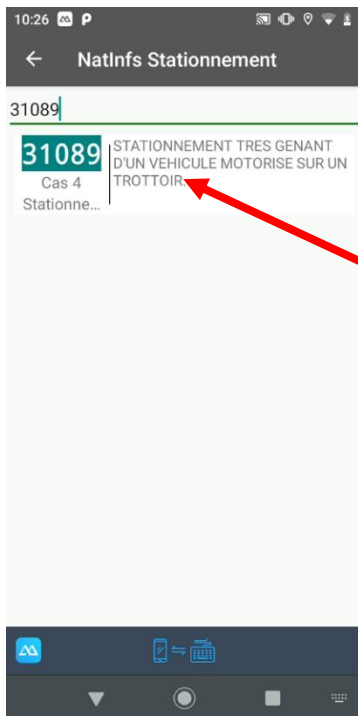 10:26
NatInfs Stationnement
31089
31089
Cas 4
Stationne...
STATIONNEMENT TRES GENANT
D'UN VEHICULE MOTORISE SUR UN
TROTTOIR.